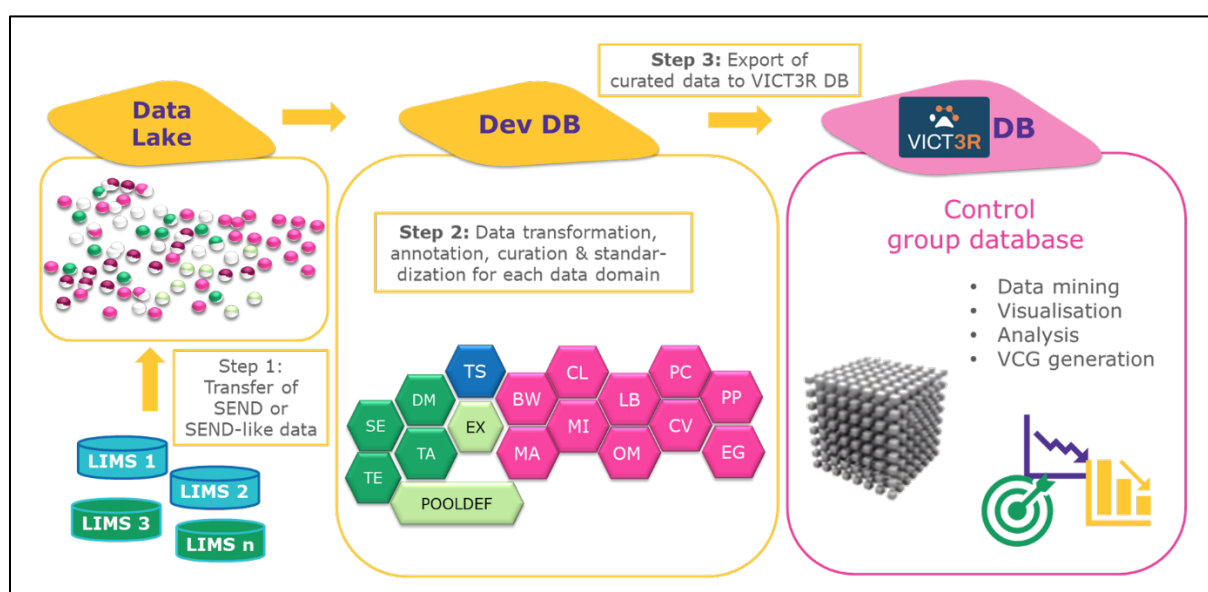 Data
Lake
Step 1:
Transfer of
SEND or
SEND-like data
LIMS 1
LIMS 2
LIMS 3
LIMS n
Dev DB
Step 2: Data transformation,
annotation, curation & standar-
dization for each data domain
TS
CL
PC
DM
BW
LB
PP
SE
EX
MI
CV
TA
MA
OM
EG
TE
POOLDEF
Step 3: Export of
curated data to VICT3R DB
VICT3R
DB
Control
group database
• Data mining
• Visualisation
• Analysis
• VCG generation